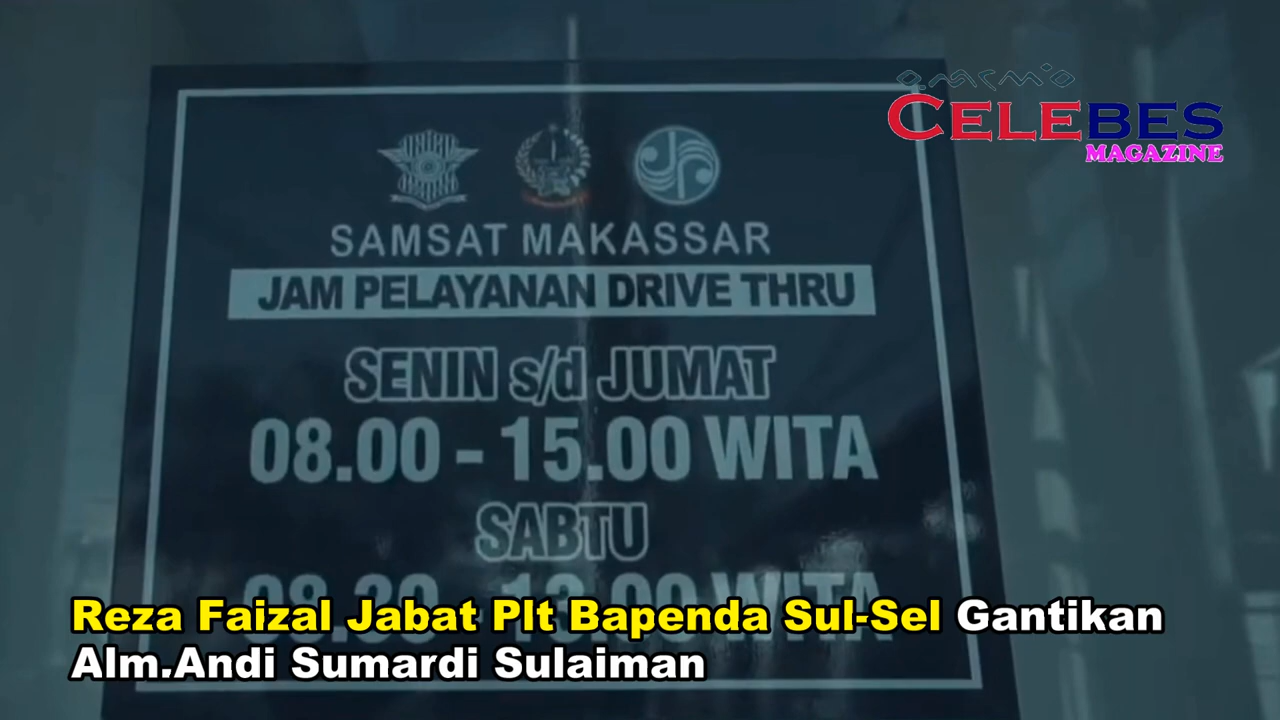 CELEBES
MAGAZINE
SAMSAT MAKASSAR
JAM PELAYANAN DRIVE THRU
SENIN s/d JUMAT
08.00 - 15.00 WITA
SABTU
WITA
Reza Faizal Jabat Plt Bapenda Sul-Sel Gantikan
Alm.Andi Sumardi Sulaiman